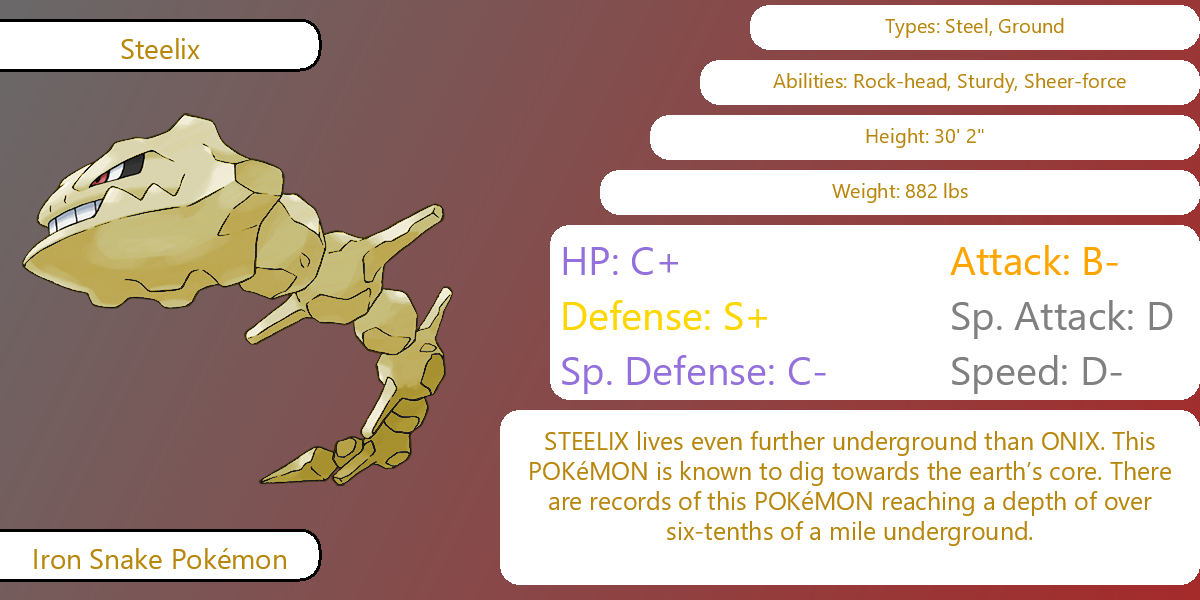 Steelix
Types: Steel, Ground
Abilities: Rock-head, Sturdy, Sheer-force
Height: 30' 2"
Weight: 882 lbs
HP: C+
Attack: B-
Defense: S+
Sp. Attack: D
Sp. Defense: C-
Speed: D-
STEELIX lives even further underground than ONIX. This
POKéMON is known to dig towards the earth’s core. There
are records of this POKéMON reaching a depth of over
six-tenths of a mile underground.
Iron Snake Pokémon